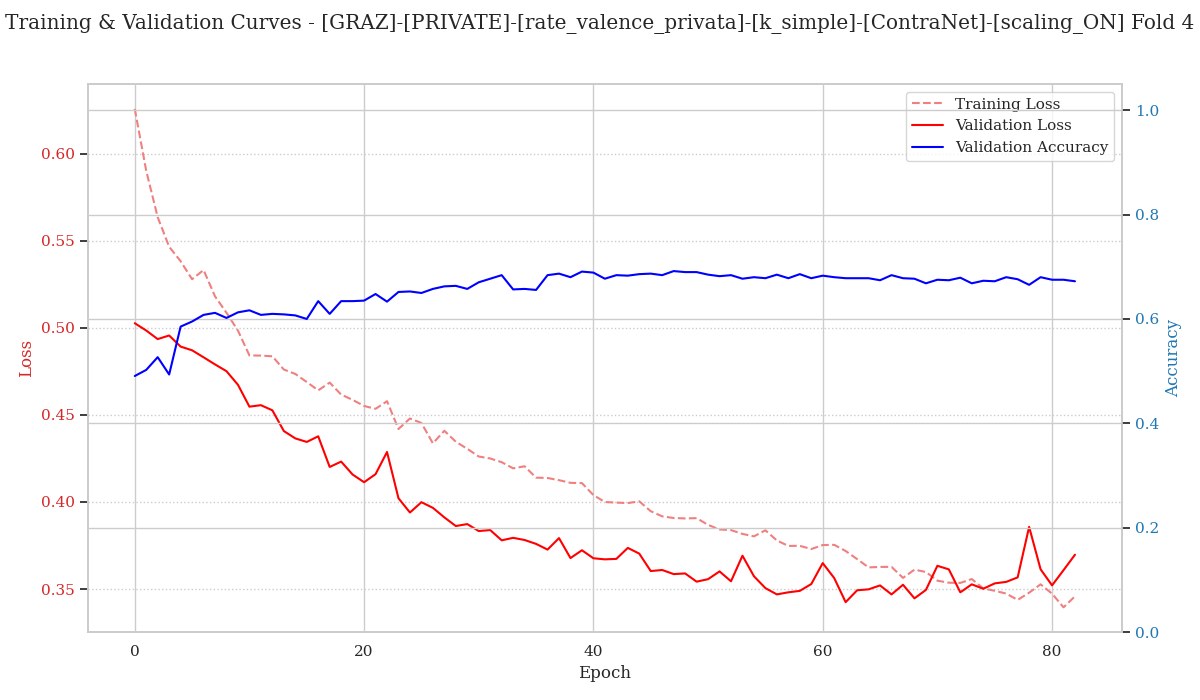 Training & Validation Curves - [GRAZ]-[PRIVATE]-[rate_valence_privata]-[k_simple]-[ContraNet]-[scaling_ON] Fold 4
Training Loss
Validation Loss
Validation Accuracy
0.60
0.55
0.50
0.45
0.40
0.35
Loss
1.0
0.8
0.6
0.4
0.2
0.0
Accuracy
0
20
40
60
80
Epoch